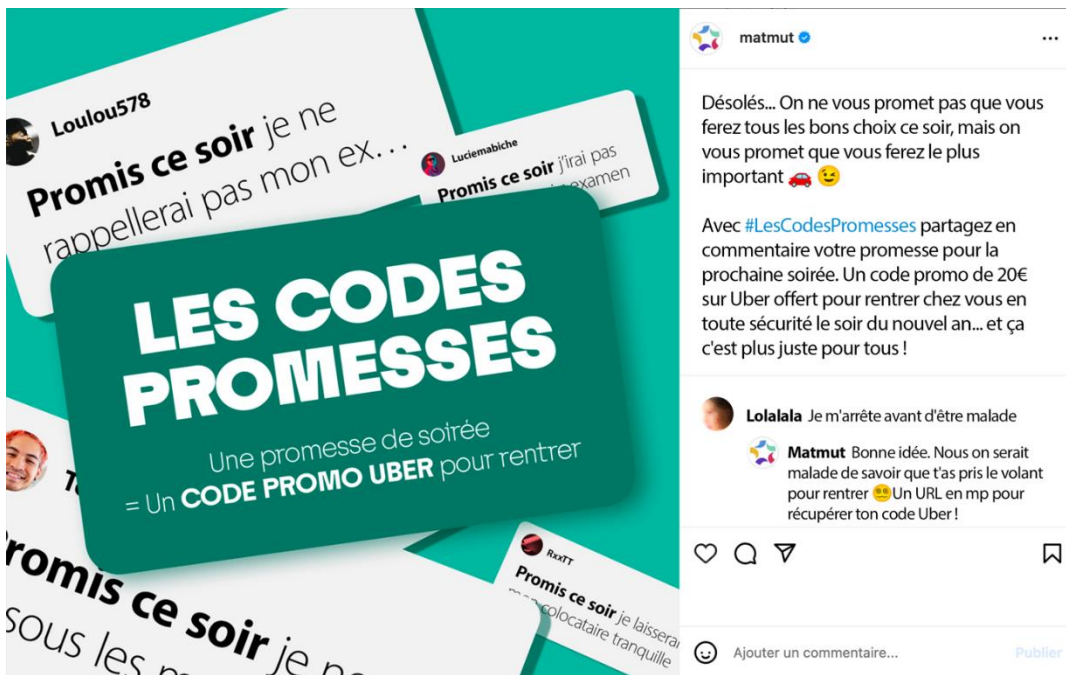 Loulou578
Promis ce soir je ne
rappellerai pas mon ex...
Luciemabiche
Promis ce soir j'irai pas
examen
LES CODES
PROMESSES
Une promesse de soirée
= Un CODE PROMO UBER pour rentrer
Promis ce soir je
sous les
RxxTT
Promis ce soir je laisserai
mon colocataire tranquille
matmut
Désolés... On ne vous promet pas que vous
ferez tous les bons choix ce soir, mais on
vous promet que vous ferez le plus
important 🚗 😉
Avec #LesCodesPromesses partagez en
commentaire votre promesse pour la
prochaine soirée. Un code promo de 20€
sur Uber offert pour rentrer chez vous en
toute sécurité le soir du nouvel an... et ça
c'est plus juste pour tous !
Lolalala Je m'arrête avant d'être malade
Matmut Bonne idée. Nous on serait
malade de savoir que t'as pris le volant
pour rentrer 😵‍💫Un URL en mp pour
récupérer ton code Uber !
Ajouter un commentaire...
Publier